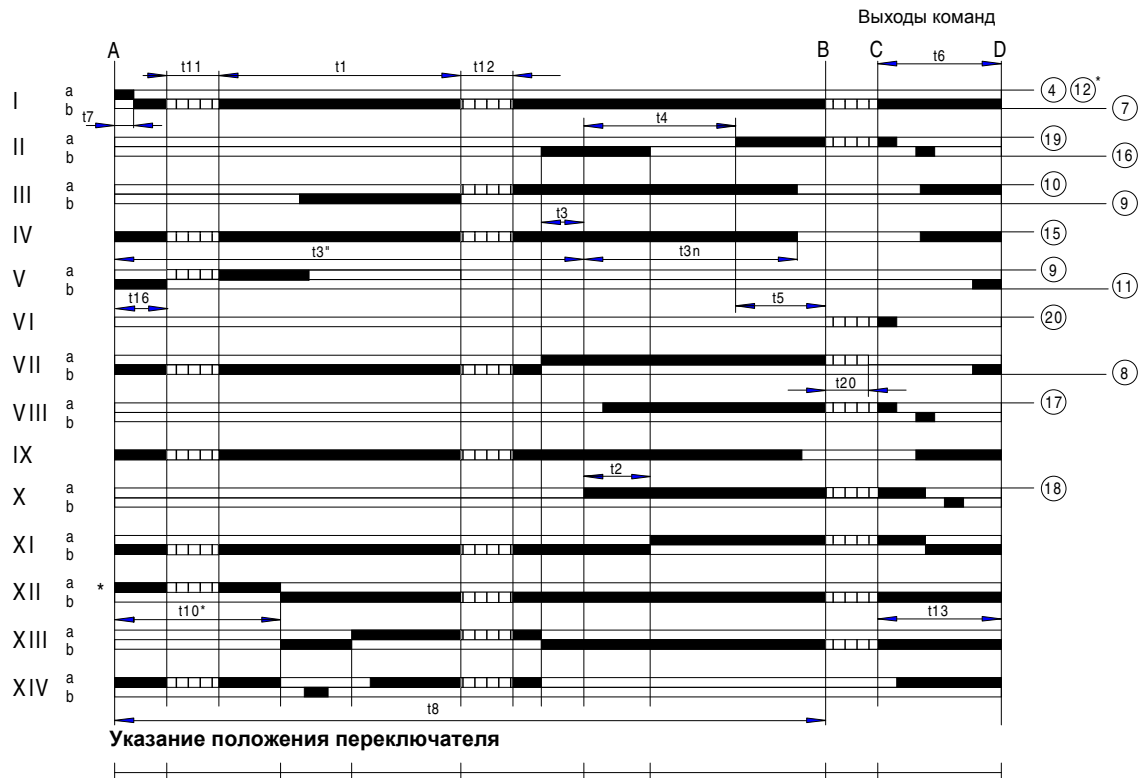 Выходы команд
A B C D
t11 t1 t12 t6
I a b 4 12* 7
t7 t4
II a b 19 16
III a b 10 9
t3
IV 15
t3" t3n
V a b 9 11
t16 t5
VI 20
VII a b 8
t20
VIII a b 17
IX
t2
X a b 18
XI a b
XII a b *
t10* t13
XIII a b
XIV a b
t8
Указание положения переключателя